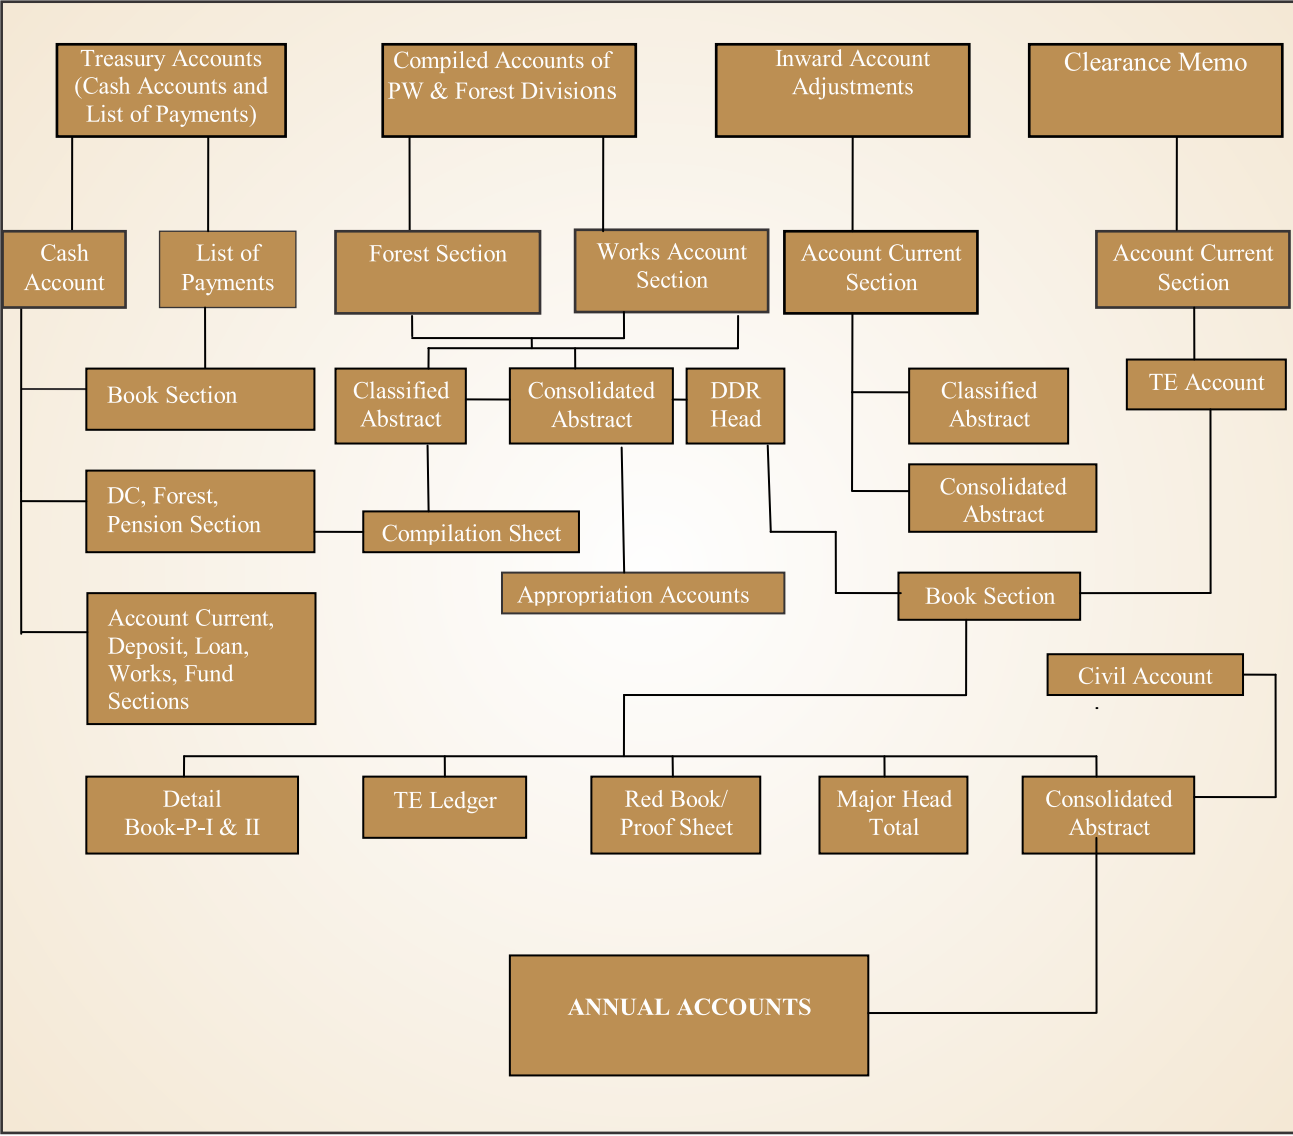 Treasury Accounts
(Cash Accounts and
List of Payments)
Compiled Accounts of
PW & Forest Divisions
Inward Account
Adjustments
Clearance Memo
Cash
Account
List of
Payments
Forest Section
Works Account
Section
Account Current
Section
Account Current
Section
Book Section
Classified
Abstract
Consolidated
Abstract
DDR
Head
Classified
Abstract
TE Account
DC, Forest,
Pension Section
Compilation Sheet
Consolidated
Abstract
Appropriation Accounts
Book Section
Account Current,
Deposit, Loan,
Works, Fund
Sections
Civil Account
Detail
Book-P-I & II
TE Ledger
Red Book/
Proof Sheet
Major Head
Total
Consolidated
Abstract
ANNUAL ACCOUNTS